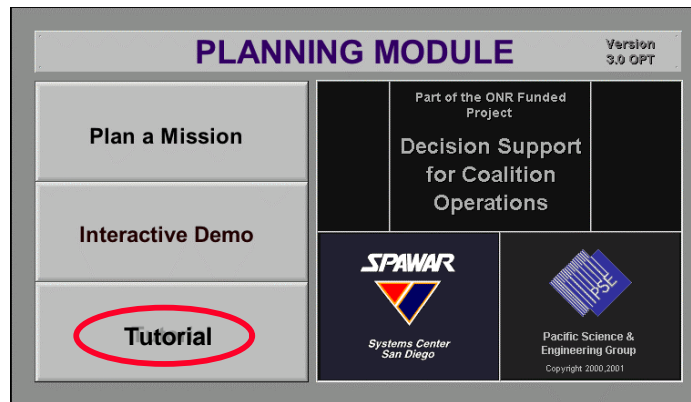 PLANNING MODULE
Version
3.0 OPT
Plan a Mission
Interactive Demo
Tutorial
Part of the ONR Funded
Project
Decision Support
for Coalition
Operations
SPAWAR
Systems Center
San Diego
PSE
Pacific Science &
Engineering Group
Copyright 2000,2001